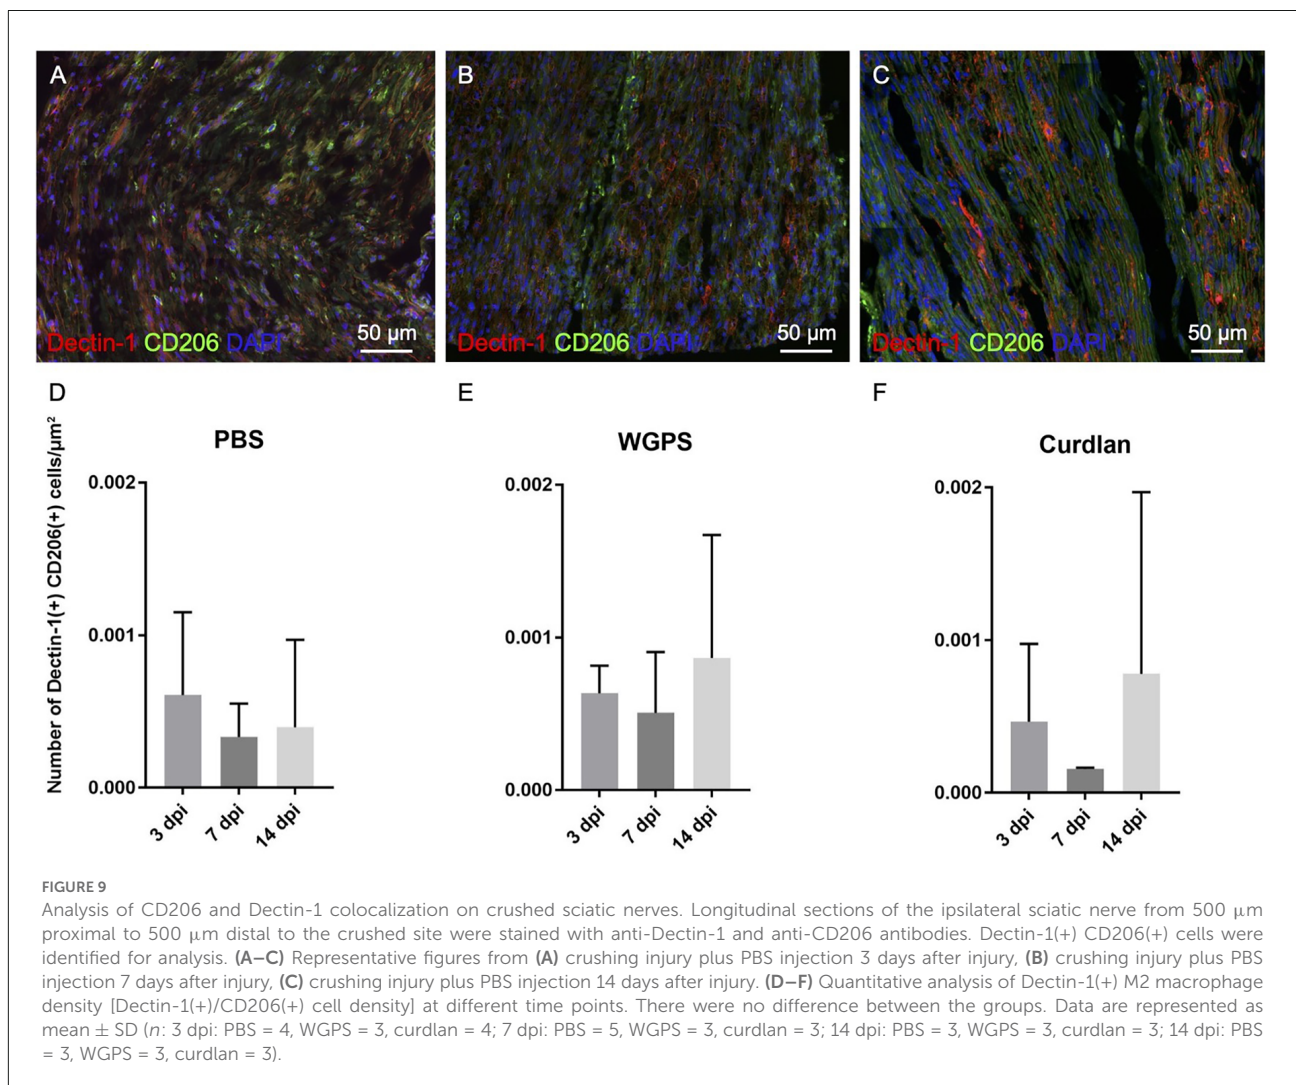 A
B
C
Dectin-1 CD206 DAPI
50 µm
Dectin-1 CD206 DAPI
50 µm
Dectin-1 CD206 DAPI
50 µm
D
E
F
Number of Dectin-1(+) CD206(+) cells/µm²
PBS
0.002
0.001
0.000
3 dpi
7 dpi
14 dpi
WGPS
0.002
0.001
0.000
3 dpi
7 dpi
14 dpi
Curdlan
0.002
0.001
0.000
3 dpi
7 dpi
14 dpi
FIGURE 9
Analysis of CD206 and Dectin-1 colocalization on crushed sciatic nerves. Longitudinal sections of the ipsilateral sciatic nerve from 500 µm
proximal to 500 µm distal to the crushed site were stained with anti-Dectin-1 and anti-CD206 antibodies. Dectin-1(+) CD206(+) cells were
identified for analysis. (A–C) Representative figures from (A) crushing injury plus PBS injection 3 days after injury, (B) crushing injury plus PBS
injection 7 days after injury, (C) crushing injury plus PBS injection 14 days after injury. (D–F) Quantitative analysis of Dectin-1(+) M2 macrophage
density [Dectin-1(+)/CD206(+) cell density] at different time points. There were no difference between the groups. Data are represented as
mean ± SD (n: 3 dpi: PBS = 4, WGPS = 3, curdlan = 4; 7 dpi: PBS = 5, WGPS = 3, curdlan = 3; 14 dpi: PBS = 3, WGPS = 3, curdlan = 3; 14 dpi: PBS
= 3, WGPS = 3, curdlan = 3).